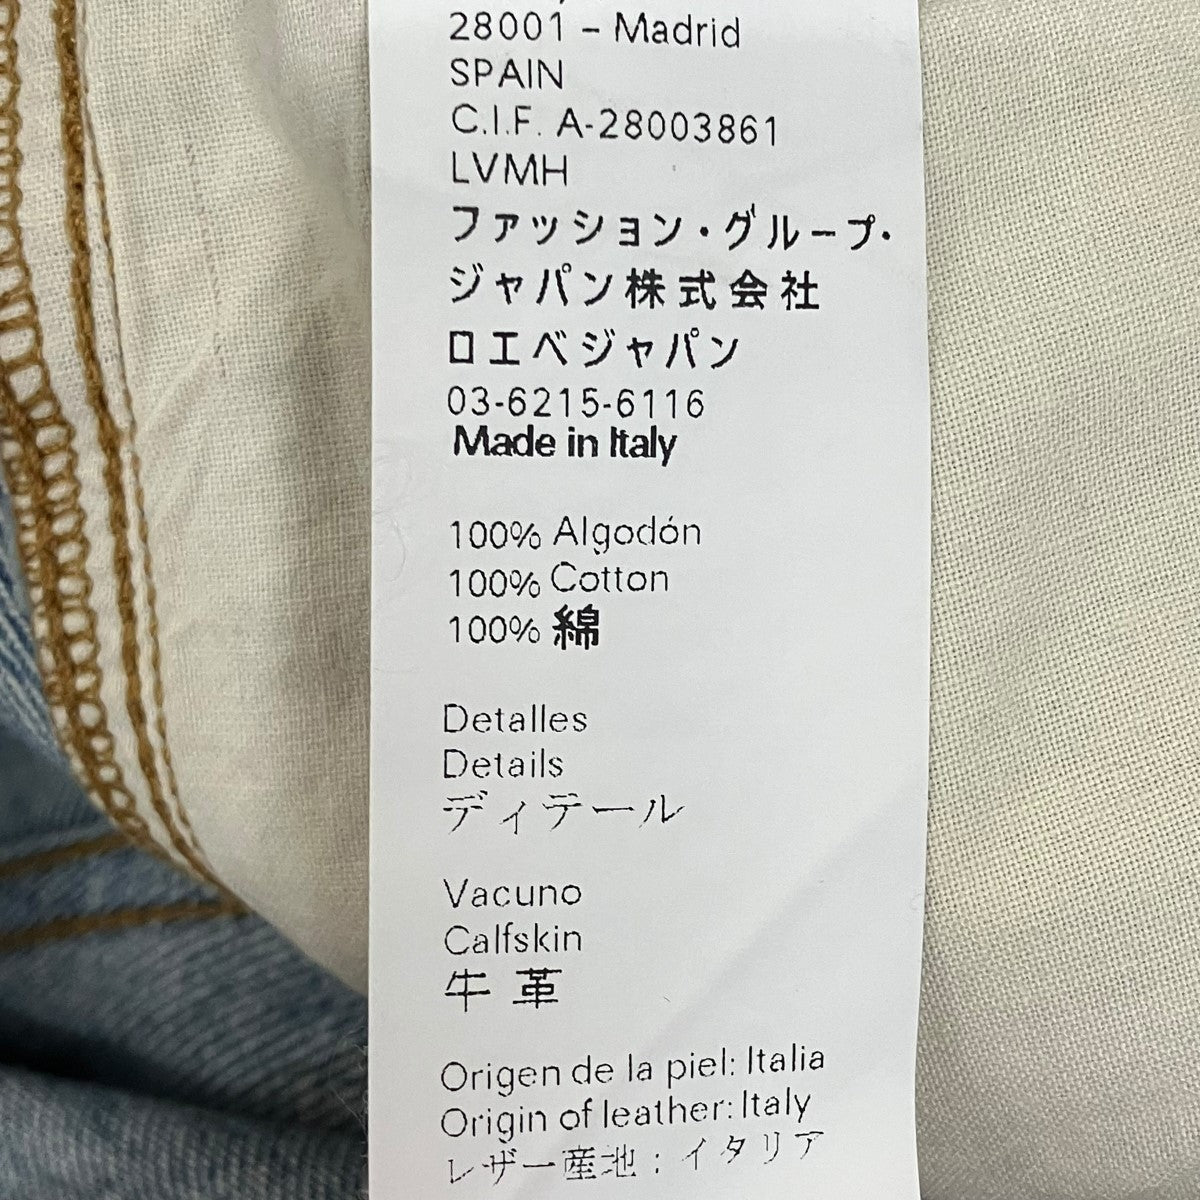 28001 – Madrid
SPAIN
C.I.F. A-28003861
LVMH
ファッション・グループ・
ジャパン株式会社
ロエベジャパン
03-6215-6116
Made in Italy
100% Algodón
100% Cotton
100% 綿
Detalles
Details
ディテール
Vacuno
Calfskin
牛革
Origen de la piel: Italia
Origin of leather: Italy
レザー産地：イタリア